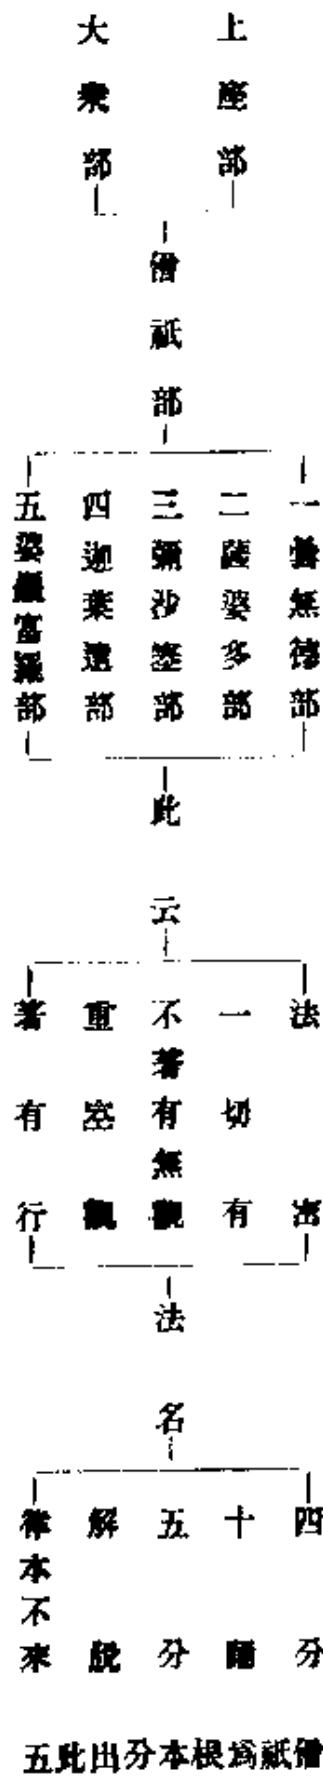 上座部
大衆部
僧祇部
一曇無德部
二薩婆多部
三彌沙塞部
四迦葉遺部
五婆麤富羅部
此云
法密
一切有
不著有無觀
重空觀
著有行
法名
四分
十誦
五分
解脫
律本不來
僧祇爲根本分出此五